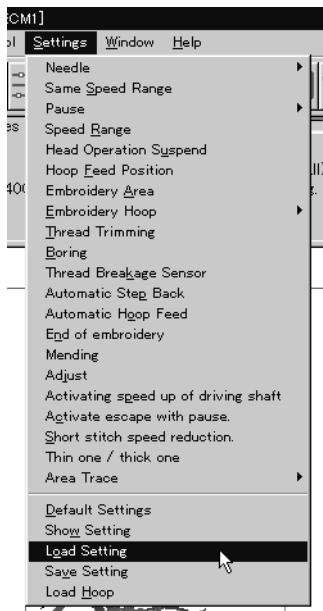 ECM1]
Settings Window Help
Needle
Same Speed Range
Pause
Speed Range
Head Operation Suspend
Hoop Feed Position
Embroidery Area
Embroidery Hoop
Thread Trimming
Boring
Thread Breakage Sensor
Automatic Step Back
Automatic Hoop Feed
End of embroidery
Mending
Adjust
Activating speed up of driving shaft
Activate escape with pause.
Short stitch speed reduction.
Thin one / thick one
Area Trace
Default Settings
Show Setting
Load Setting
Save Setting
Load Hoop